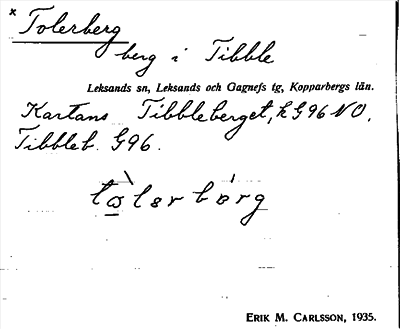 × Tolerberg
berg i Tibble
Leksands sn, Leksands och Gagnefs tg, Kopparbergs län.
Kartans Tibbleberget, k G96 NO,
Tibbleb. G96.
ERIK M. CARLSSON, 1935.